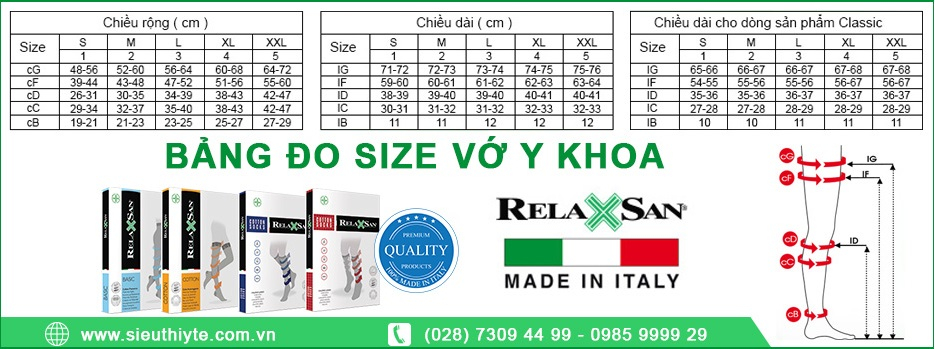 Chiều rộng ( cm )
Size S M L XL XXL
1 2 3 4 5
cG 48-56 52-60 56-64 60-68 64-72
cF 39-44 43-48 47-52 51-56 55-60
cD 26-31 30-35 34-39 38-43 42-47
cC 29-34 32-37 35-40 38-43 42-47
cB 19-21 21-23 23-25 25-27 27-29
Chiều dài ( cm )
Size S M L XL XXL
1 2 3 4 5
IG 71-72 72-73 73-74 74-75 75-76
IF 59-60 60-61 61-62 62-63 63-64
ID 38-39 39-40 39-40 40-41 40-41
IC 30-31 31-32 31-32 32-33 32-33
IB 11 11 12 12 12
Chiều dài cho dòng sản phẩm Classic
Size S M L XL XXL
1 2 3 4 5
IG 65-66 66-67 66-67 67-68 67-68
IF 54-55 55-56 55-56 56-67 56-67
ID 35-36 35-36 36-37 36-37 36-37
IC 27-28 27-28 28-29 28-29 28-29
IB 10 10 11 11 11
BẢNG ĐO SIZE VỚ Y KHOA
RELAXSAN
BASIC
RELAXSAN
COTTON
COTTON SOCKS
RELAXSAN
COTTON SOCKS
RELAXSAN
PREMIUM
QUALITY
PRODUCTS
100% MADE IN ITALY
RELAXSAN®
MADE IN ITALY
cG
IG
cF
IF
cD
ID
cC
cB
www.sieuthiyte.com.vn
(028) 7309 44 99 - 0985 9999 29